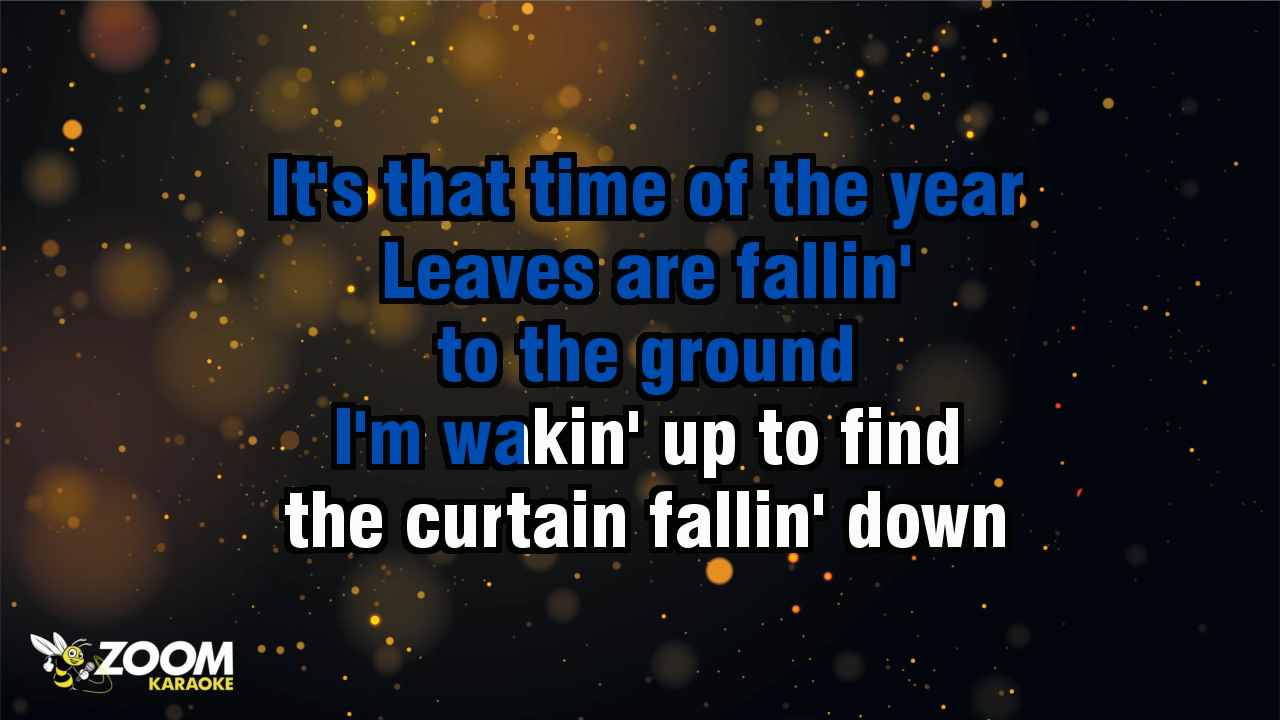 It's that time of the year
Leaves are fallin'
to the ground
I'm wakin' up to find
the curtain fallin' down
ZOOM
KARAOKE